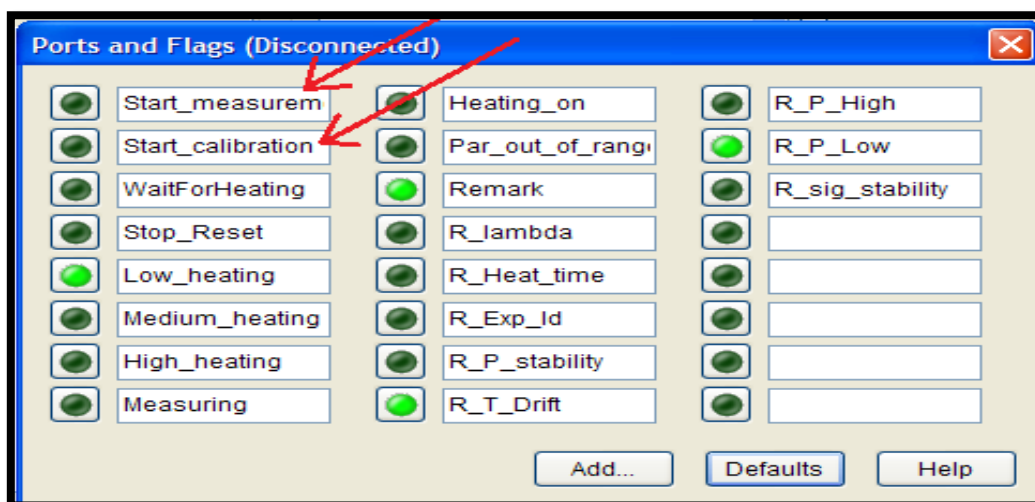 Ports and Flags (Disconnected)
Start_measurem
Start_calibration
WaitForHeating
Stop_Reset
Low_heating
Medium_heating
High_heating
Measuring
Heating_on
Par_out_of_rang
Remark
R_lambda
R_Heat_time
R_Exp_Id
R_P_stability
R_T_Drift
R_P_High
R_P_Low
R_sig_stability
Add...
Defaults
Help